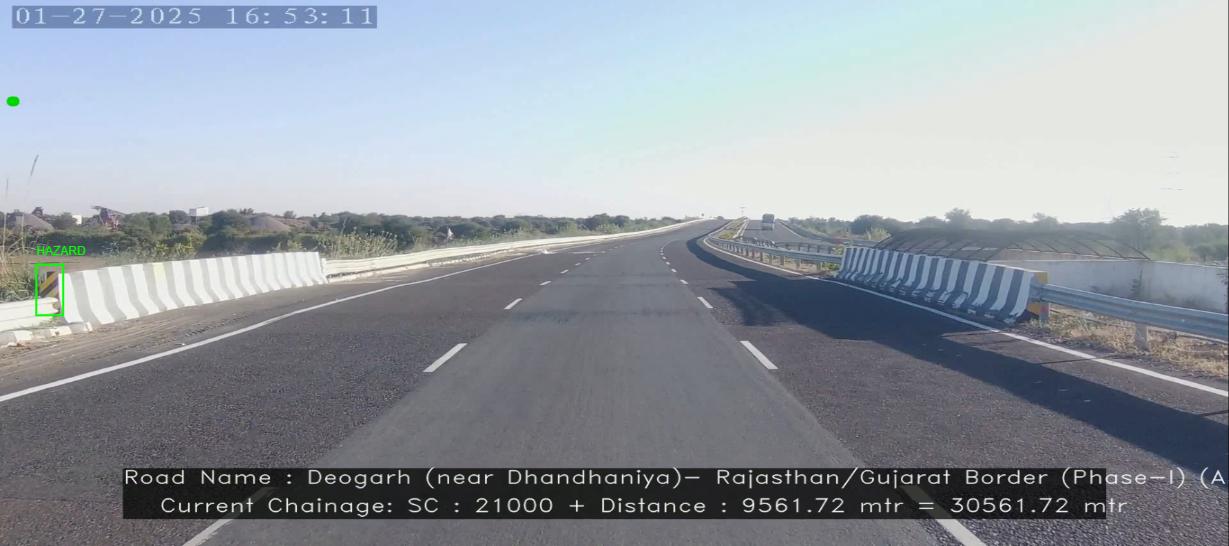 01-27-2025 16:53:11
HAZARD
Road Name : Deogarh (near Dhandhaniya)– Rajasthan/Gujarat Border (Phase–I) (A
Current Chainage: SC : 21000 + Distance : 9561.72 mtr = 30561.72 mtr